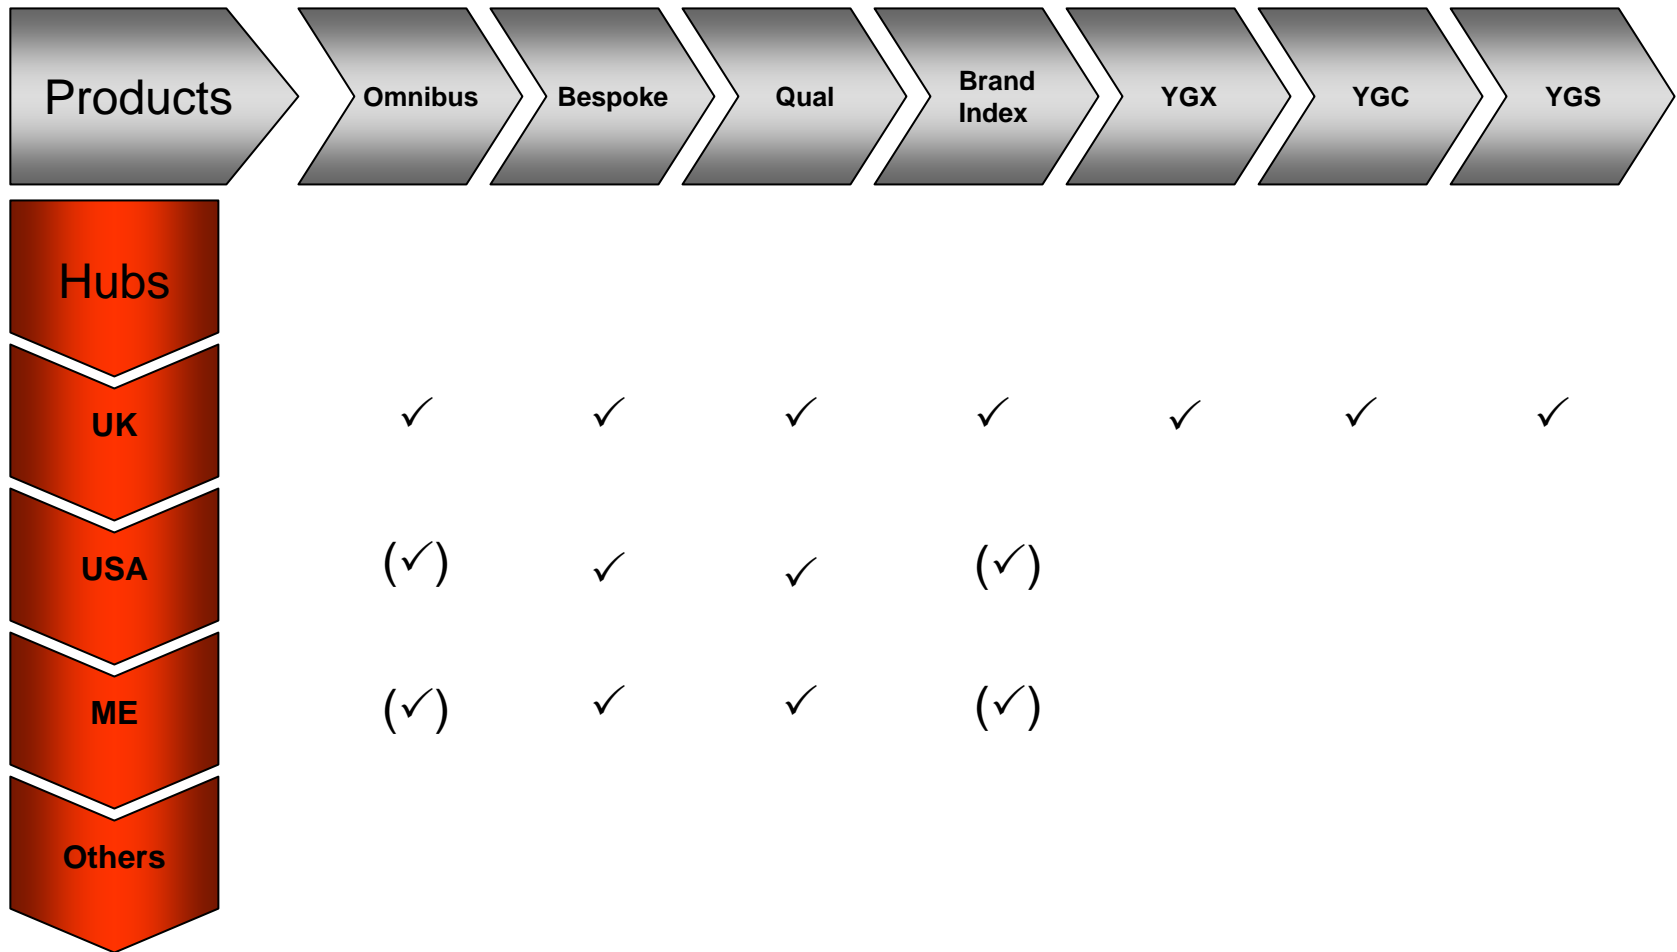 Products
Omnibus
Bespoke
Qual
Brand
Index
YGX
YGC
YGS
Hubs
UK ✓ ✓ ✓ ✓ ✓ ✓ ✓
USA (✓) ✓ ✓ (✓)
ME (✓) ✓ ✓ (✓)
Others